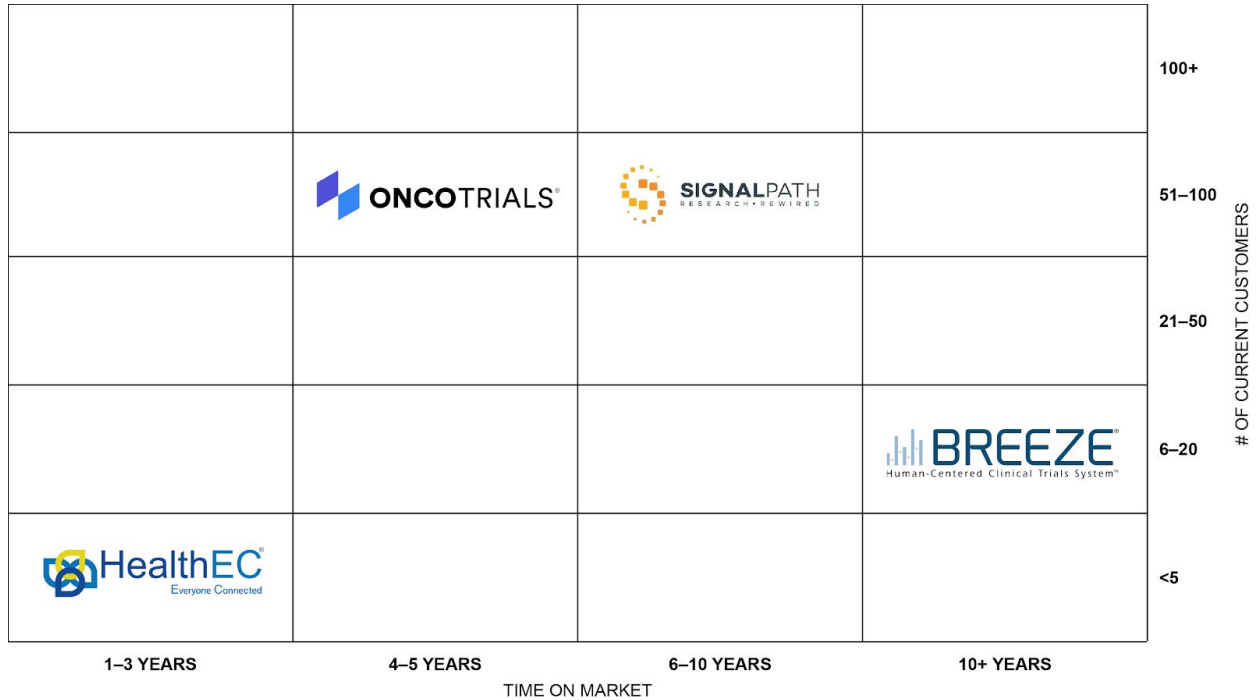 100+
ONCOTRIALS®
SIGNALPATH
RESEARCH•REWIRED
51–100
21–50
BREEZE®
Human-Centered Clinical Trials System™
6–20
HealthEC®
Everyone Connected
<5
# OF CURRENT CUSTOMERS
1–3 YEARS
4–5 YEARS
6–10 YEARS
10+ YEARS
TIME ON MARKET